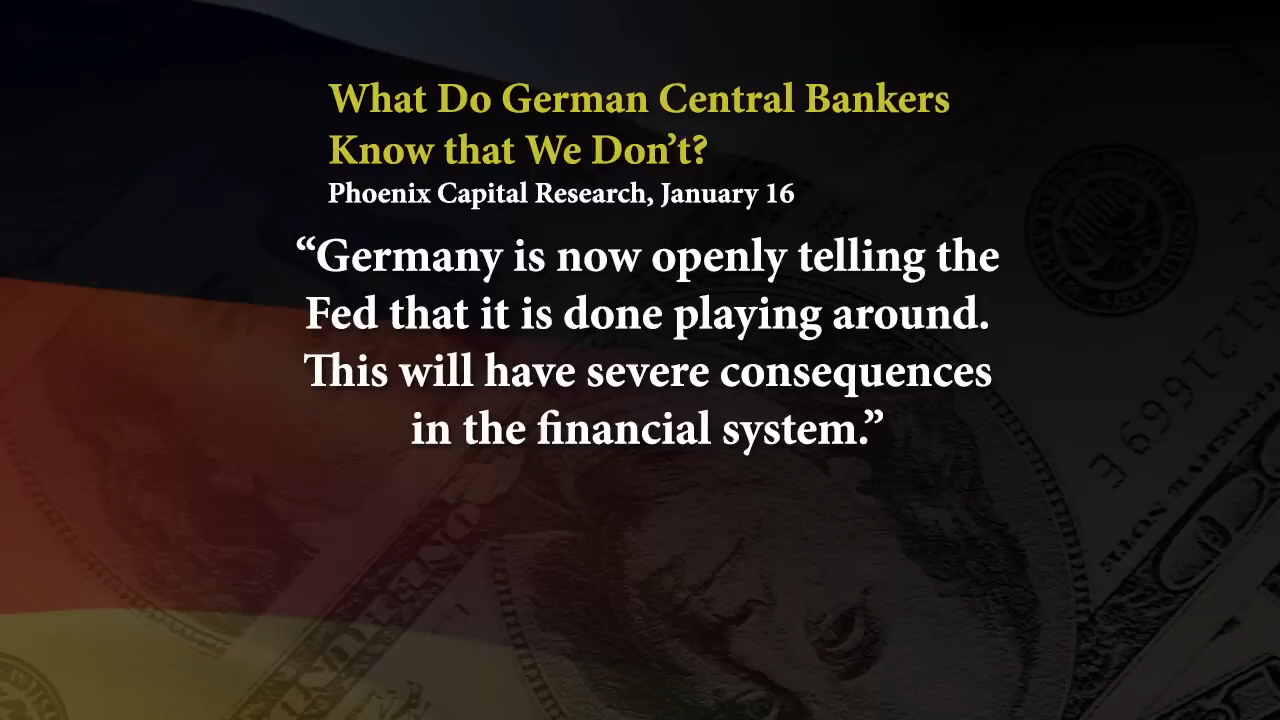 What Do German Central Bankers
Know that We Don’t?
Phoenix Capital Research, January 16
“Germany is now openly telling the
Fed that it is done playing around.
This will have severe consequences
in the financial system.”